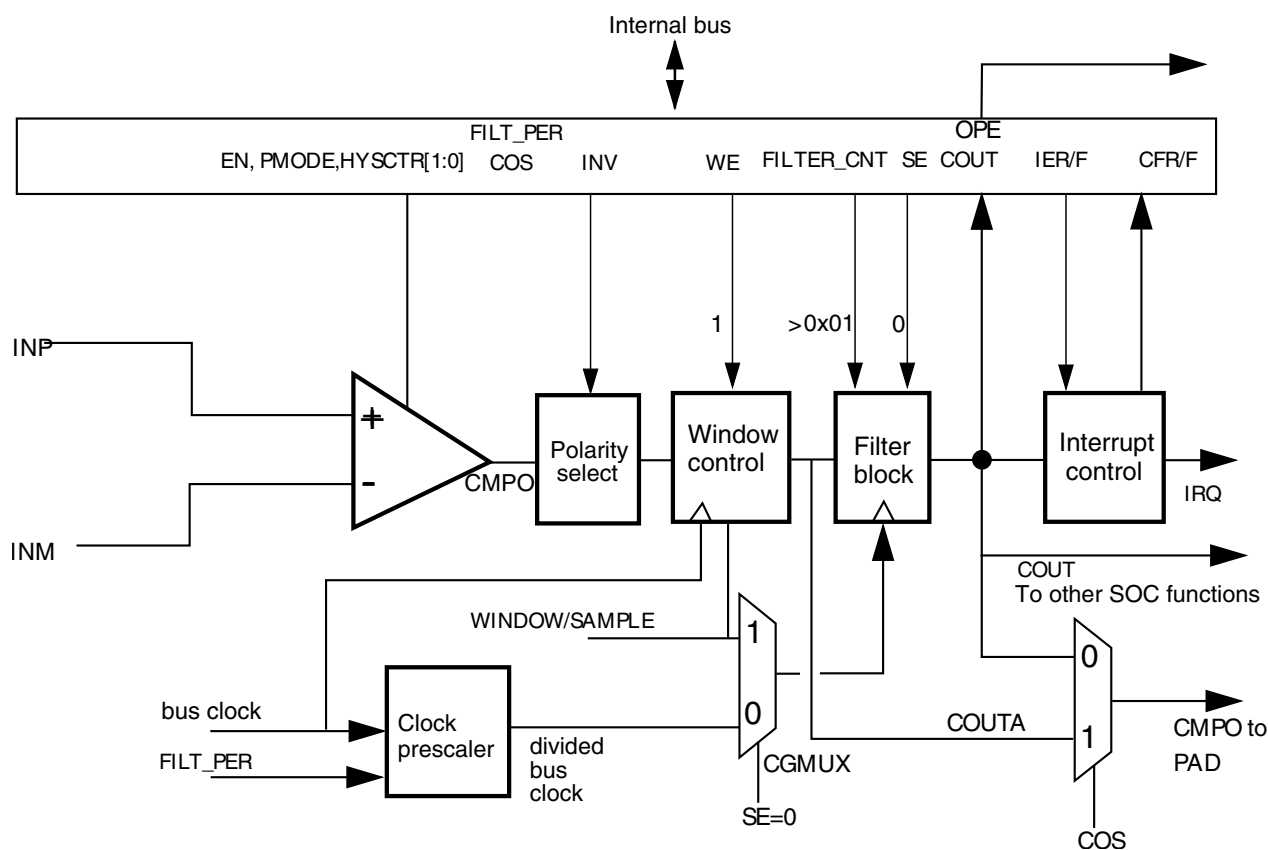 Internal bus
FILT_PER
OPE
EN, PMODE,HYSCTR[1:0]
COS
INV
WE
FILTER_CNT
SE
COUT
IER/F
CFR/F
1
>0x01
0
INP
+
-
INM
CMPO
Polarity
select
Window
control
Filter
block
Interrupt
control
IRQ
COUT
To other SOC functions
WINDOW/SAMPLE
1
0
CGMUX
SE=0
bus clock
FILT_PER
Clock
prescaler
divided
bus
clock
COUTA
0
1
COS
CMPO to
PAD